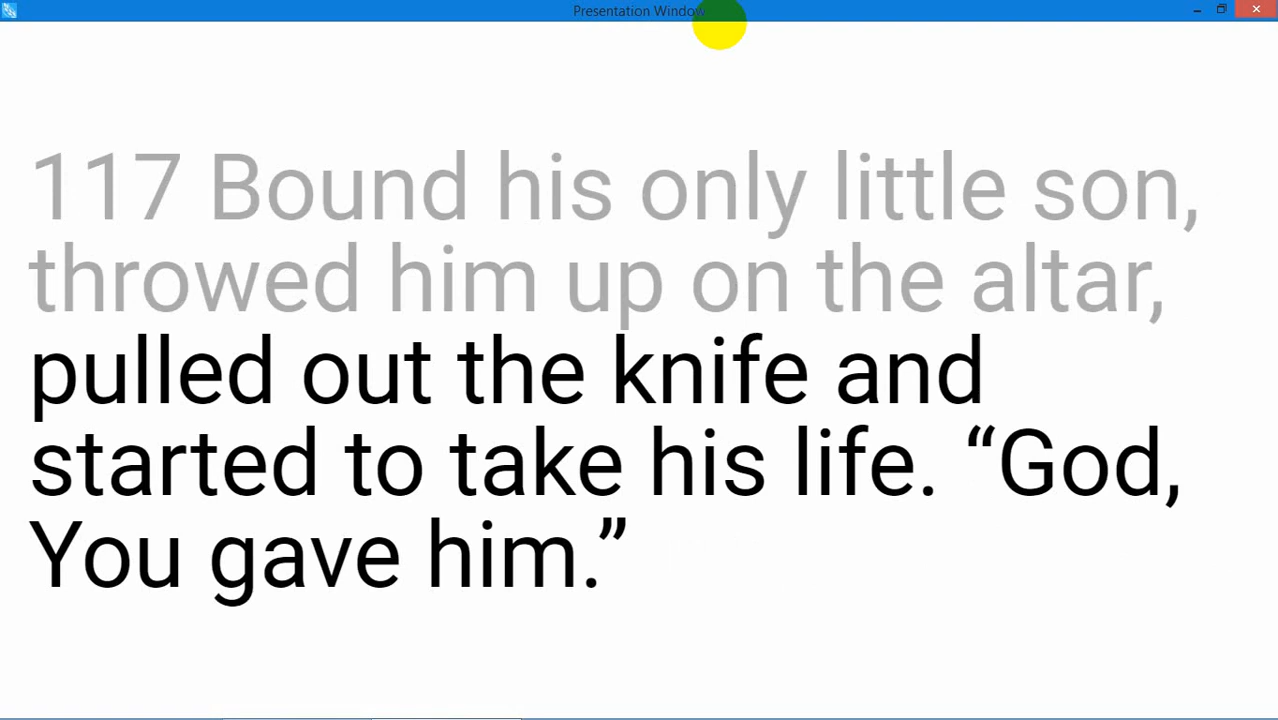 Presentation Window
117 Bound his only little son,
throwed him up on the altar,
pulled out the knife and
started to take his life. “God,
You gave him.”